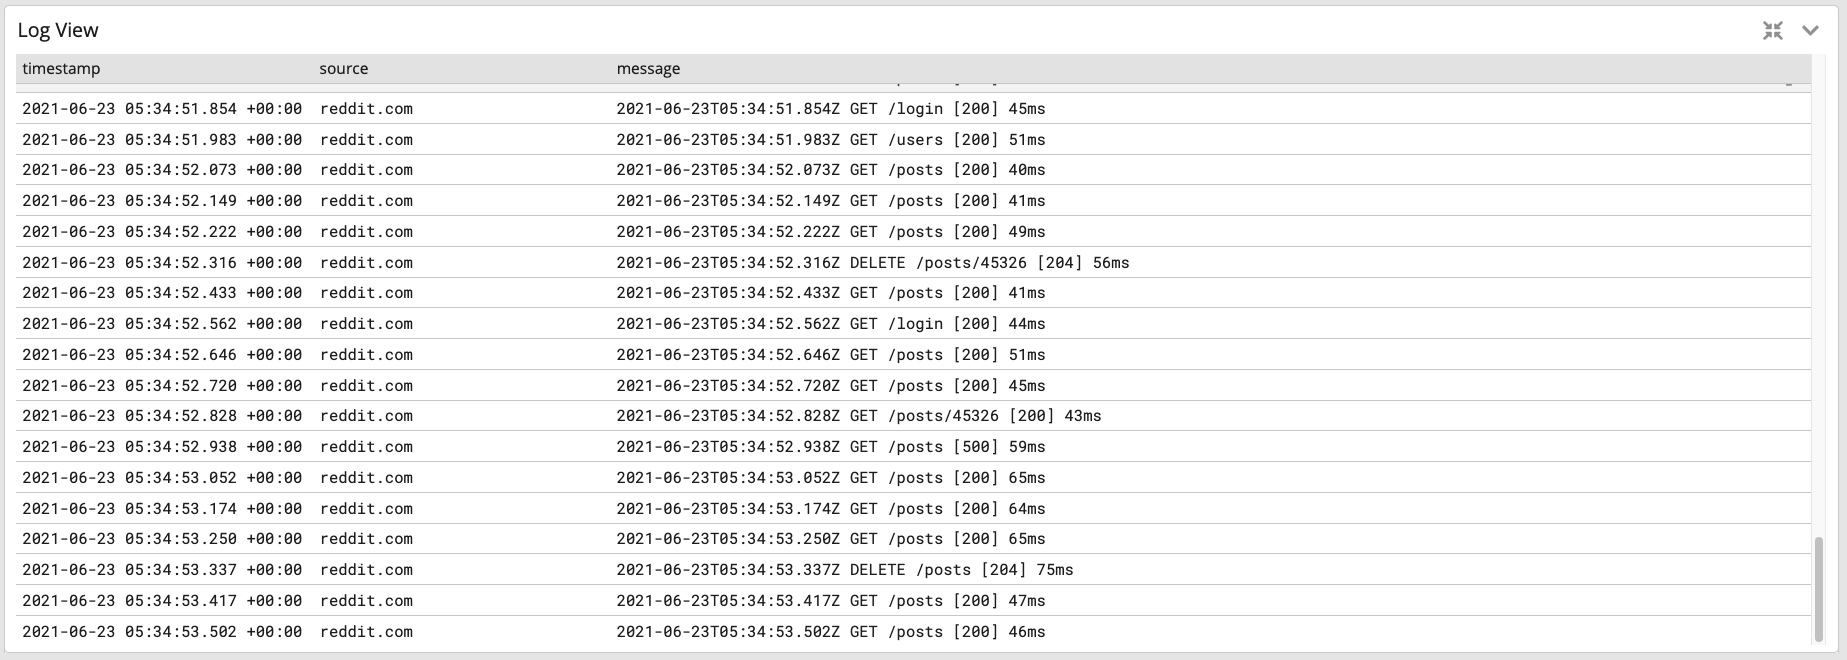 Log View
timestamp source message
2021-06-23 05:34:51.854 +00:00 reddit.com 2021-06-23T05:34:51.854Z GET /login [200] 45ms
2021-06-23 05:34:51.983 +00:00 reddit.com 2021-06-23T05:34:51.983Z GET /users [200] 51ms
2021-06-23 05:34:52.073 +00:00 reddit.com 2021-06-23T05:34:52.073Z GET /posts [200] 40ms
2021-06-23 05:34:52.149 +00:00 reddit.com 2021-06-23T05:34:52.149Z GET /posts [200] 41ms
2021-06-23 05:34:52.222 +00:00 reddit.com 2021-06-23T05:34:52.222Z GET /posts [200] 49ms
2021-06-23 05:34:52.316 +00:00 reddit.com 2021-06-23T05:34:52.316Z DELETE /posts/45326 [204] 56ms
2021-06-23 05:34:52.433 +00:00 reddit.com 2021-06-23T05:34:52.433Z GET /posts [200] 41ms
2021-06-23 05:34:52.562 +00:00 reddit.com 2021-06-23T05:34:52.562Z GET /login [200] 44ms
2021-06-23 05:34:52.646 +00:00 reddit.com 2021-06-23T05:34:52.646Z GET /posts [200] 51ms
2021-06-23 05:34:52.720 +00:00 reddit.com 2021-06-23T05:34:52.720Z GET /posts [200] 45ms
2021-06-23 05:34:52.828 +00:00 reddit.com 2021-06-23T05:34:52.828Z GET /posts/45326 [200] 43ms
2021-06-23 05:34:52.938 +00:00 reddit.com 2021-06-23T05:34:52.938Z GET /posts [500] 59ms
2021-06-23 05:34:53.052 +00:00 reddit.com 2021-06-23T05:34:53.052Z GET /posts [200] 65ms
2021-06-23 05:34:53.174 +00:00 reddit.com 2021-06-23T05:34:53.174Z GET /posts [200] 64ms
2021-06-23 05:34:53.250 +00:00 reddit.com 2021-06-23T05:34:53.250Z GET /posts [200] 65ms
2021-06-23 05:34:53.337 +00:00 reddit.com 2021-06-23T05:34:53.337Z DELETE /posts [204] 75ms
2021-06-23 05:34:53.417 +00:00 reddit.com 2021-06-23T05:34:53.417Z GET /posts [200] 47ms
2021-06-23 05:34:53.502 +00:00 reddit.com 2021-06-23T05:34:53.502Z GET /posts [200] 46ms